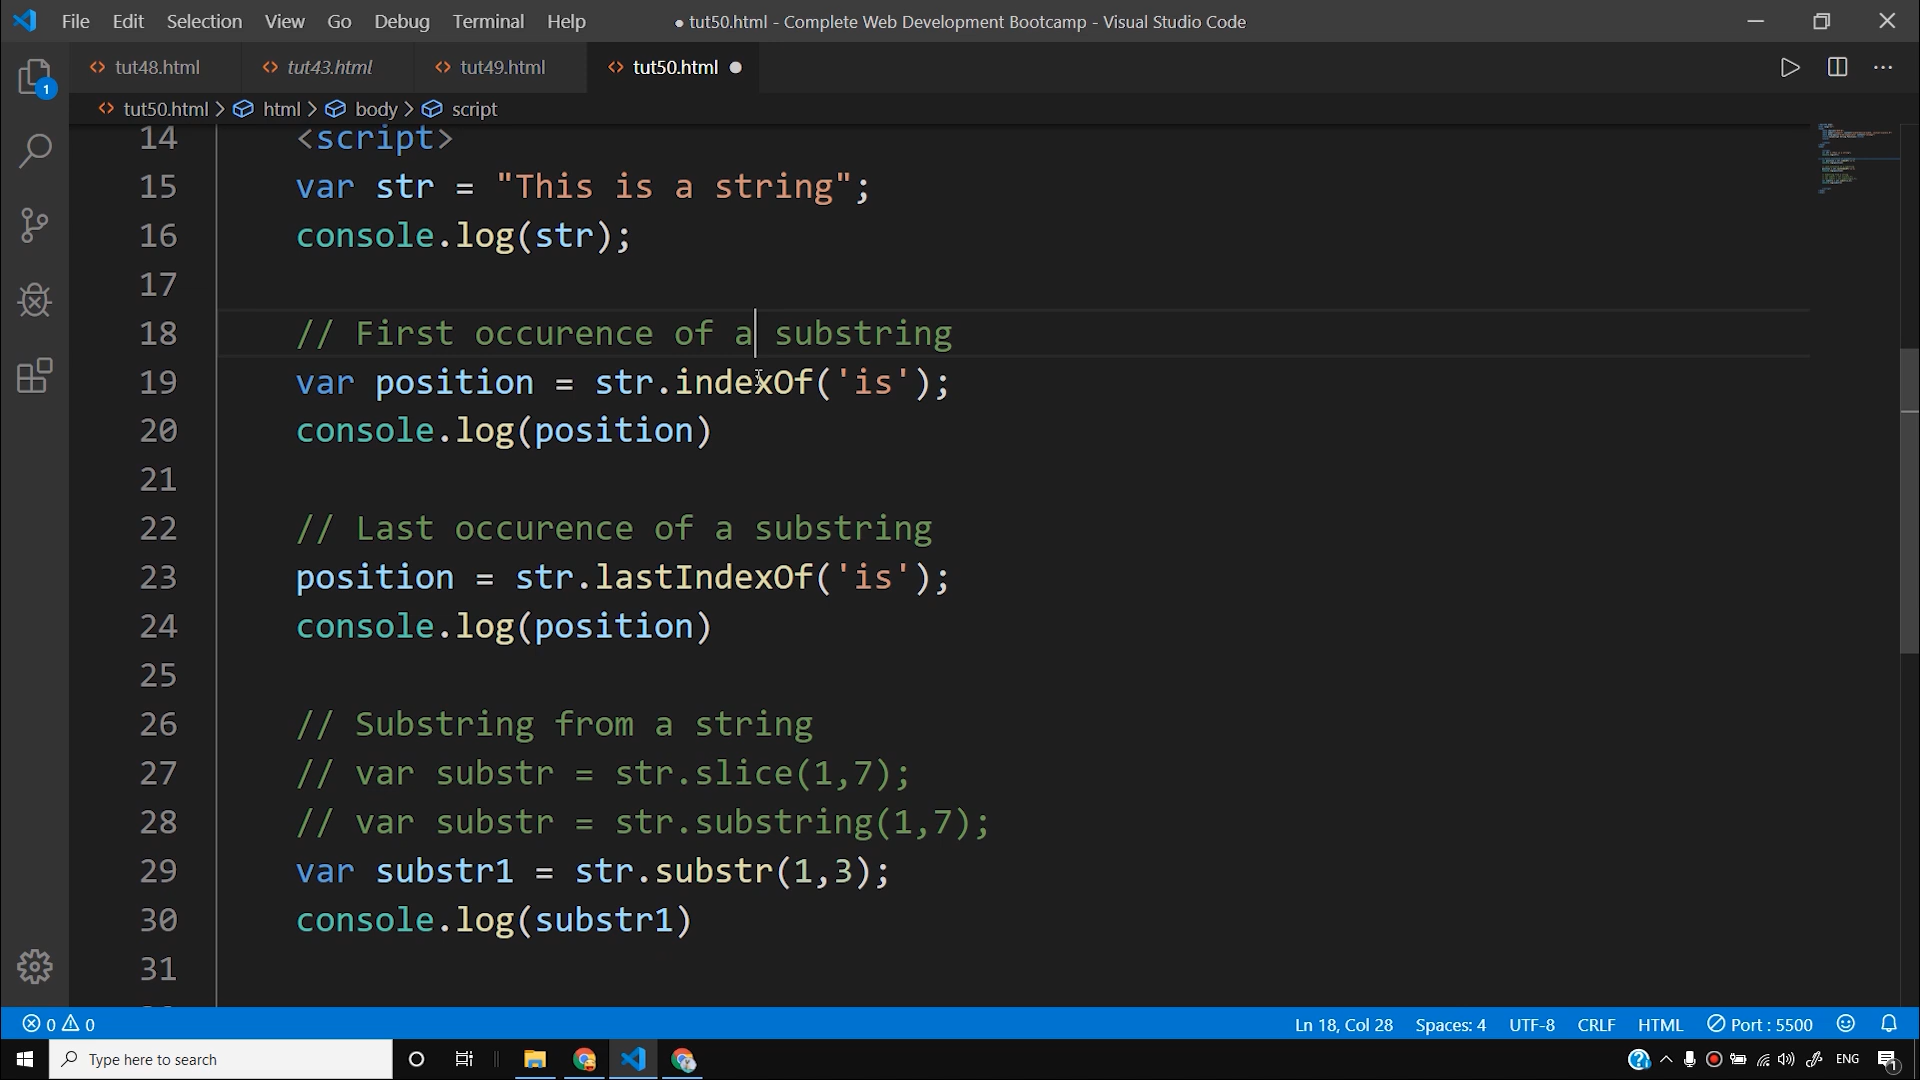 File Edit Selection View Go Debug Terminal Help ● tut50.html - Complete Web Development Bootcamp - Visual Studio Code
tut48.html tut43.html tut49.html tut50.html
tut50.html > html > body > script
14 <script>
15 var str = "This is a string";
16 console.log(str);
17
18 // First occurence of a substring
19 var position = str.indexOf('is');
20 console.log(position)
21
22 // Last occurence of a substring
23 position = str.lastIndexOf('is');
24 console.log(position)
25
26 // Substring from a string
27 // var substr = str.slice(1,7);
28 // var substr = str.substring(1,7);
29 var substr1 = str.substr(1,3);
30 console.log(substr1)
31
1
0 0 Ln 18, Col 28 Spaces: 4 UTF-8 CRLF HTML Port : 5500
Type here to search ENG 1